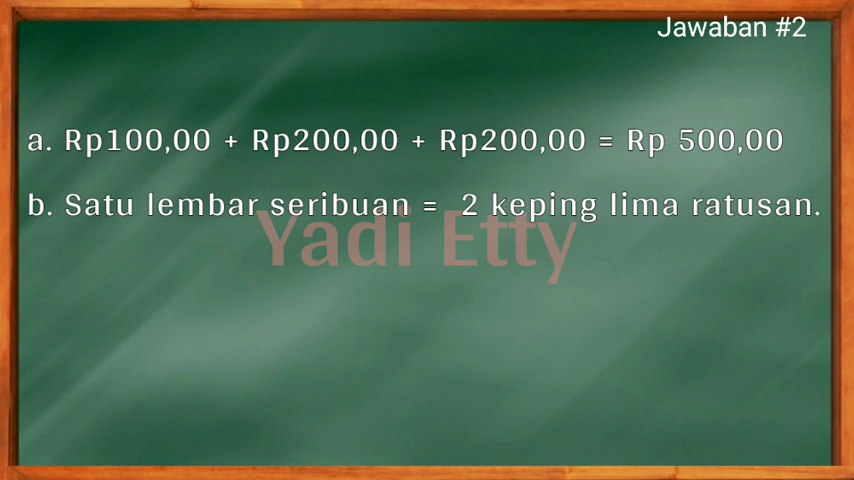 Jawaban #2
a. Rp100,00 + Rp200,00 + Rp200,00 = Rp 500,00
b. Satu lembar seribuan = 2 keping lima ratusan.
Yadi Etty